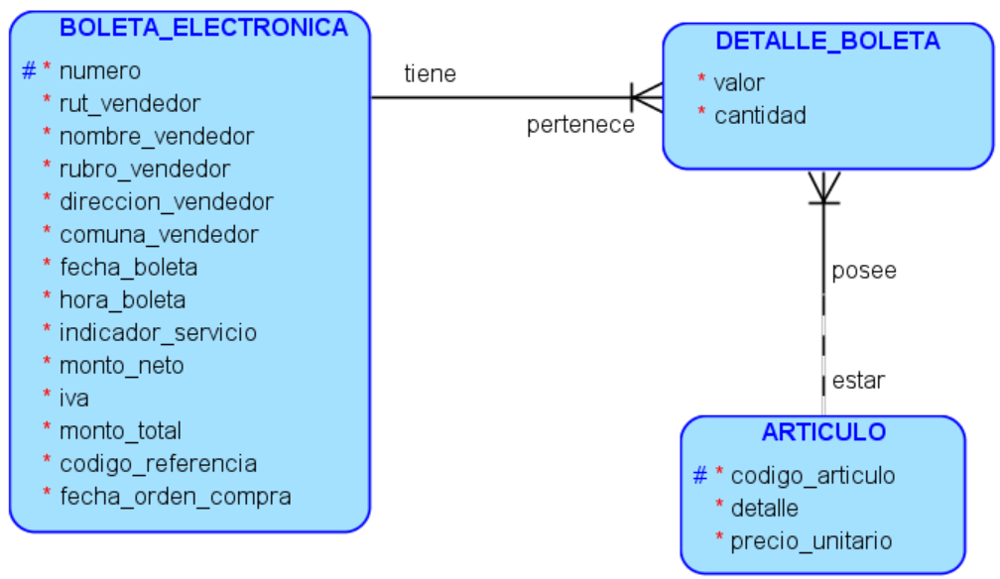 BOLETA_ELECTRONICA
# * numero
* rut_vendedor
* nombre_vendedor
* rubro_vendedor
* direccion_vendedor
* comuna_vendedor
* fecha_boleta
* hora_boleta
* indicador_servicio
* monto_neto
* iva
* monto_total
* codigo_referencia
* fecha_orden_compra
tiene
pertenece
DETALLE_BOLETA
* valor
* cantidad
posee
estar
ARTICULO
# * codigo_articulo
* detalle
* precio_unitario